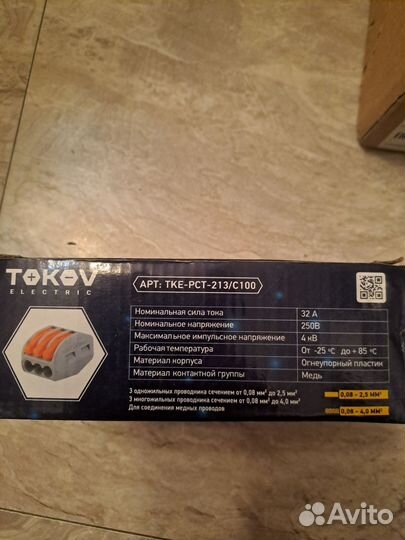 TOKOV
ELECTRIC
АРТ: TKE-PCT-213/C100
Номинальная сила тока 32 А
Номинальное напряжение 250В
Максимальное импульсное напряжение 4 кВ
Рабочая температура От -25 °С до + 85 °С
Материал корпуса Огнеупорный пластик
Материал контактной группы Медь
3 одножильных проводника сечением от 0,08 мм² до 2,5 мм²
3 многожильных проводника сечением от 0,08 мм² до 4,0 мм²
Для соединения медных проводов
0,08 - 2,5 ММ²
0,08 - 4,0 ММ²
Avito